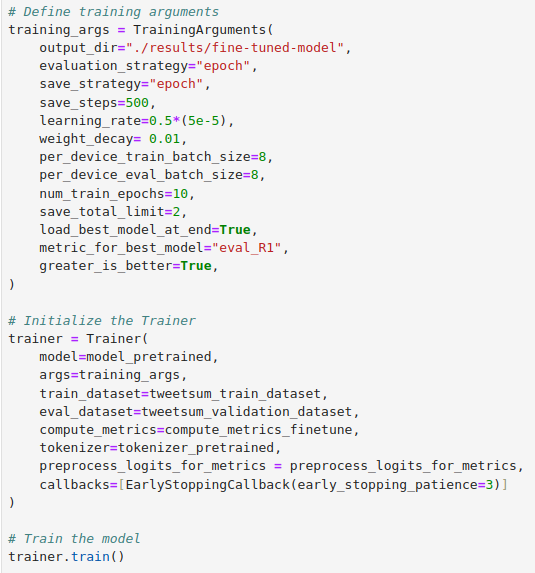 # Define training arguments
training_args = TrainingArguments(
    output_dir="./results/fine-tuned-model",
    evaluation_strategy="epoch",
    save_strategy="epoch",
    save_steps=500,
    learning_rate=0.5*(5e-5),
    weight_decay= 0.01,
    per_device_train_batch_size=8,
    per_device_eval_batch_size=8,
    num_train_epochs=10,
    save_total_limit=2,
    load_best_model_at_end=True,
    metric_for_best_model="eval_R1",
    greater_is_better=True,
)

# Initialize the Trainer
trainer = Trainer(
    model=model_pretrained,
    args=training_args,
    train_dataset=tweetsum_train_dataset,
    eval_dataset=tweetsum_validation_dataset,
    compute_metrics=compute_metrics_finetune,
    tokenizer=tokenizer_pretrained,
    preprocess_logits_for_metrics = preprocess_logits_for_metrics,
    callbacks=[EarlyStoppingCallback(early_stopping_patience=3)]
)

# Train the model
trainer.train()